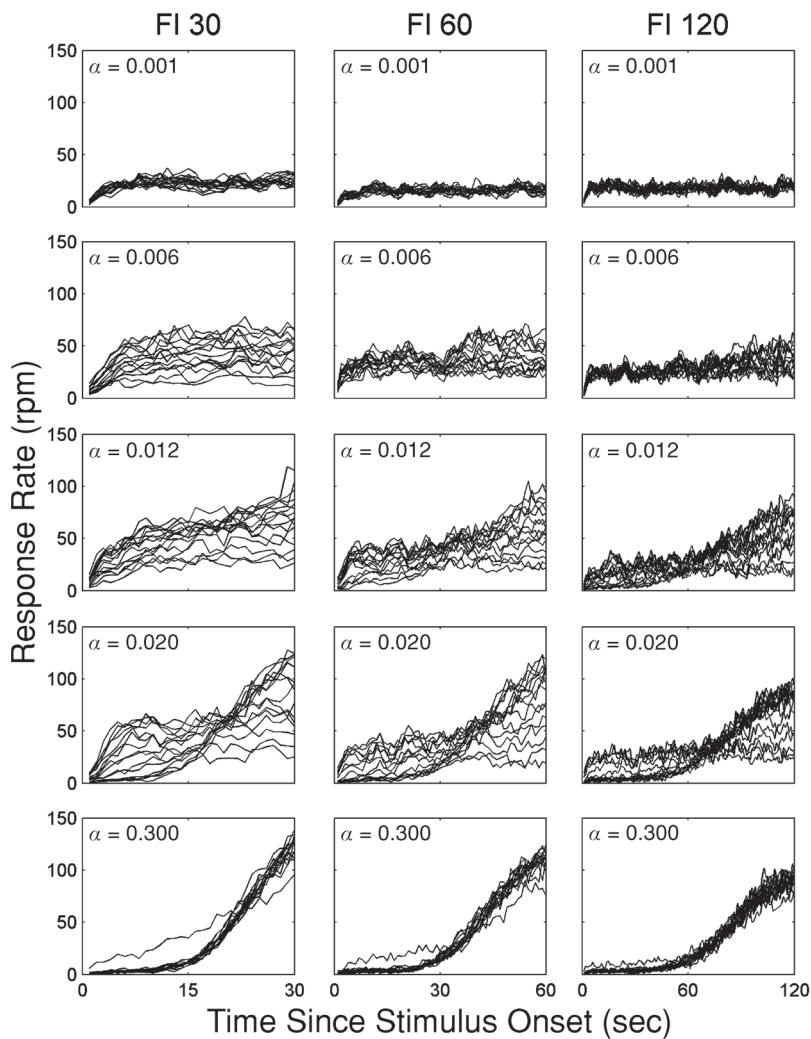 FI 30 FI 60 FI 120
150 α = 0.001 α = 0.001 α = 0.001
100
50
0
150 α = 0.006 α = 0.006 α = 0.006
100
50
0
150 α = 0.012 α = 0.012 α = 0.012
100
50
0
150 α = 0.020 α = 0.020 α = 0.020
100
50
0
150 α = 0.300 α = 0.300 α = 0.300
100
50
0
0 15 30 0 30 60 0 60 120
Response Rate (rpm)
Time Since Stimulus Onset (sec)